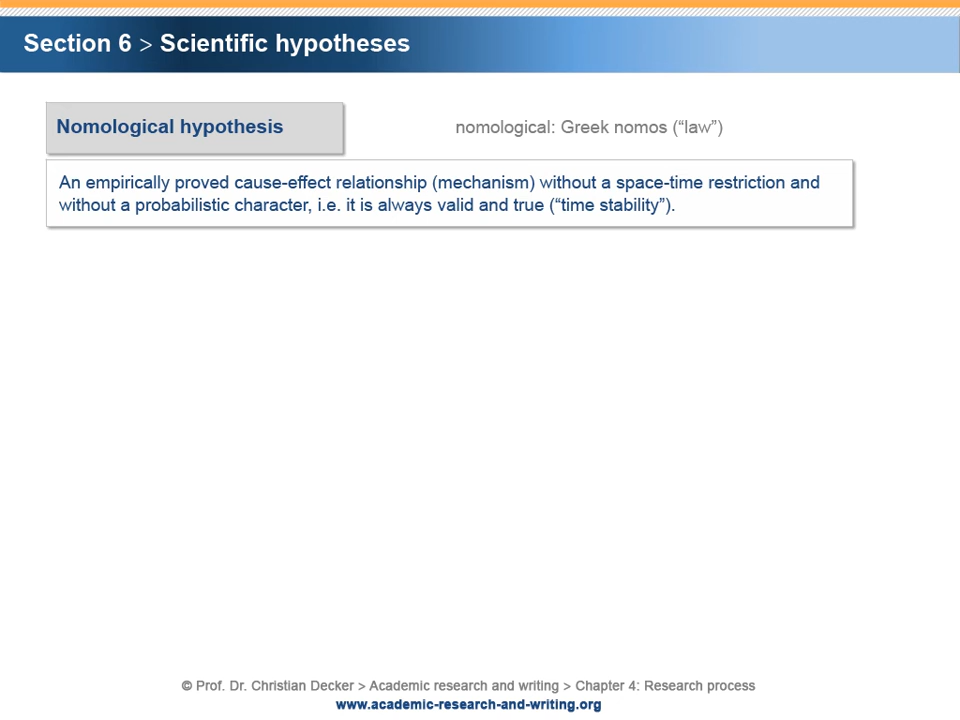 Section 6 > Scientific hypotheses
Nomological hypothesis
nomological: Greek nomos (“law”)
An empirically proved cause-effect relationship (mechanism) without a space-time restriction and
without a probabilistic character, i.e. it is always valid and true (“time stability”).
© Prof. Dr. Christian Decker > Academic research and writing > Chapter 4: Research process
www.academic-research-and-writing.org